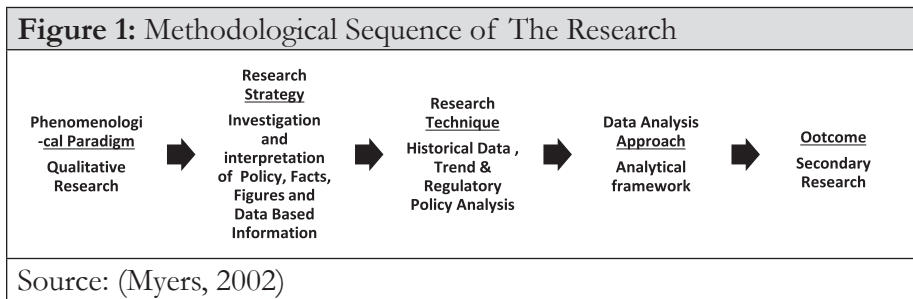 Figure 1: Methodological Sequence of The Research
Phenomenologi
-cal Paradigm
Qualitative
Research
Research
Strategy
Investigation
and
interpretation
of Policy, Facts,
Figures and
Data Based
Information
Research
Technique
Historical Data ,
Trend &
Regulatory
Policy Analysis
Data Analysis
Approach
Analytical
framework
Ootcome
Secondary
Research
Source: (Myers, 2002)